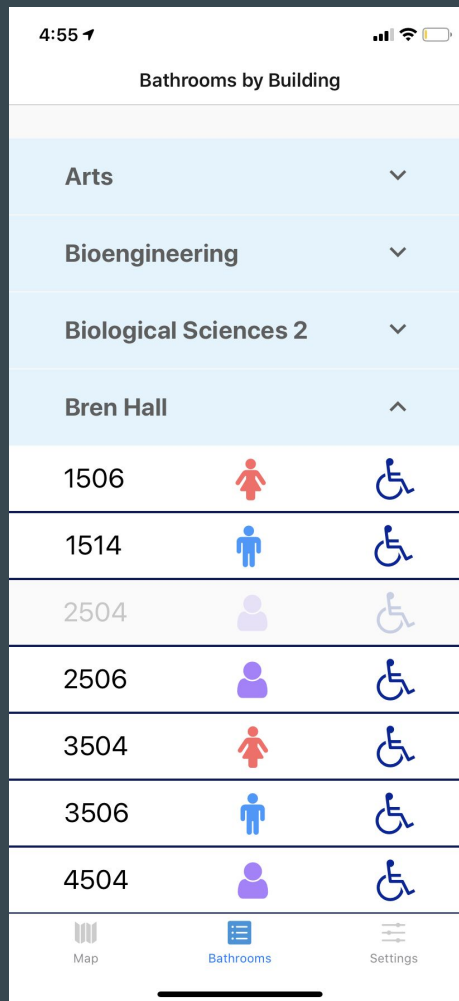 4:55
Bathrooms by Building
Arts
Bioengineering
Biological Sciences 2
Bren Hall
1506
1514
2504
2506
3504
3506
4504
Map Bathrooms Settings